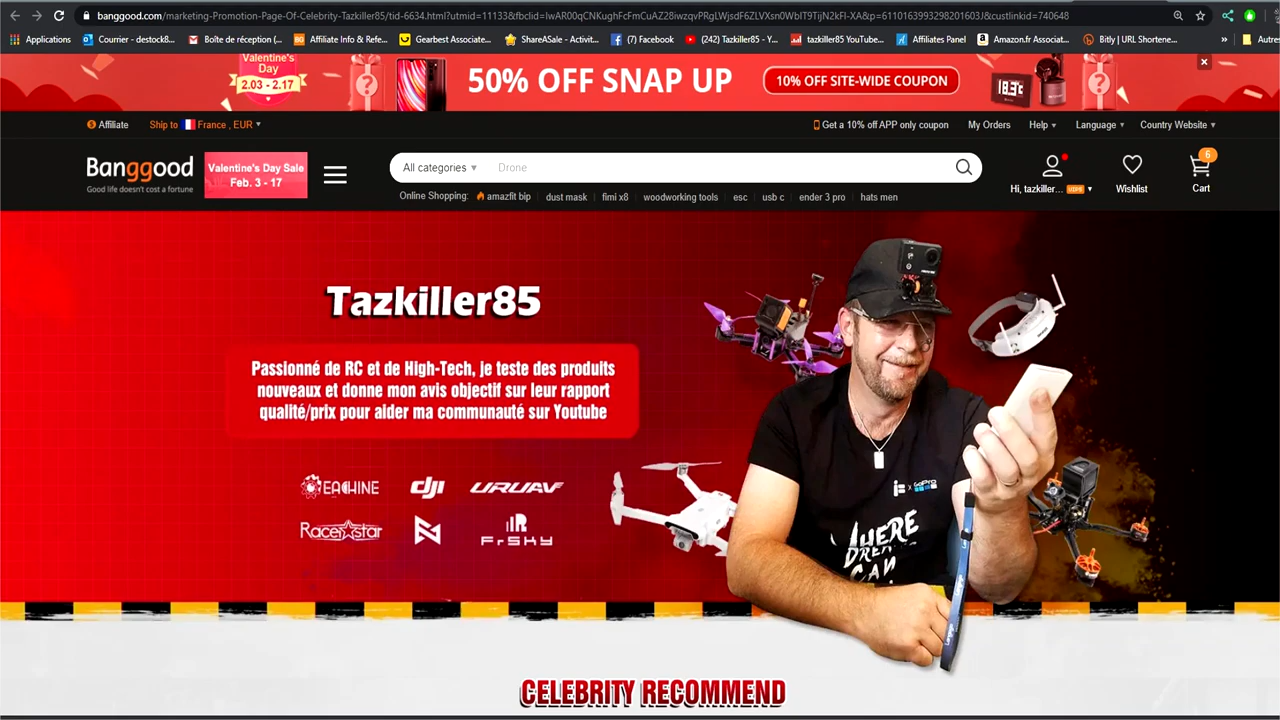 banggood.com/marketing-Promotion-Page-Of-Celebrity-Tazkiller85/tid-6634.html?utmid=11133&fbclid=IwAR00qCNKughFcFmCuAZ28iwzqvPRgLWjsdF6ZLVXsn0WbIT9TijN2kFl-XA&p=6110163993298201603J&custlinkid=740648
Applications
Courrier - destock8...
Boîte de réception (...
Affiliate Info & Refe...
Gearbest Associate...
ShareASale - Activit...
(7) Facebook
(242) Tazkiller85 - Y...
tazkiller85 YouTube...
Affiliates Panel
Amazon.fr Associat...
Bitly | URL Shortene...
»
Autres
Valentine's
Day
2.03 - 2.17
50% OFF SNAP UP
10% OFF SITE-WIDE COUPON
18.3℃
Affiliate
Ship to France , EUR
Get a 10% off APP only coupon
My Orders
Help
Language
Country Website
Banggood
Good life doesn't cost a fortune
Valentine's Day Sale
Feb. 3 - 17
All categories
Drone
Online Shopping: amazfit bip dust mask fimi x8 woodworking tools esc usb c ender 3 pro hats men
Hi, tazkiller...
Wishlist
6
Cart
Tazkiller85
Passionné de RC et de High-Tech, je teste des produits
nouveaux et donne mon avis objectif sur leur rapport
qualité/prix pour aider ma communauté sur Youtube
EACHINE
dji
URUAV
RacerStar
FrSKY
X GoPro
WHERE
DREAMS
CAN
CELEBRITY RECOMMEND